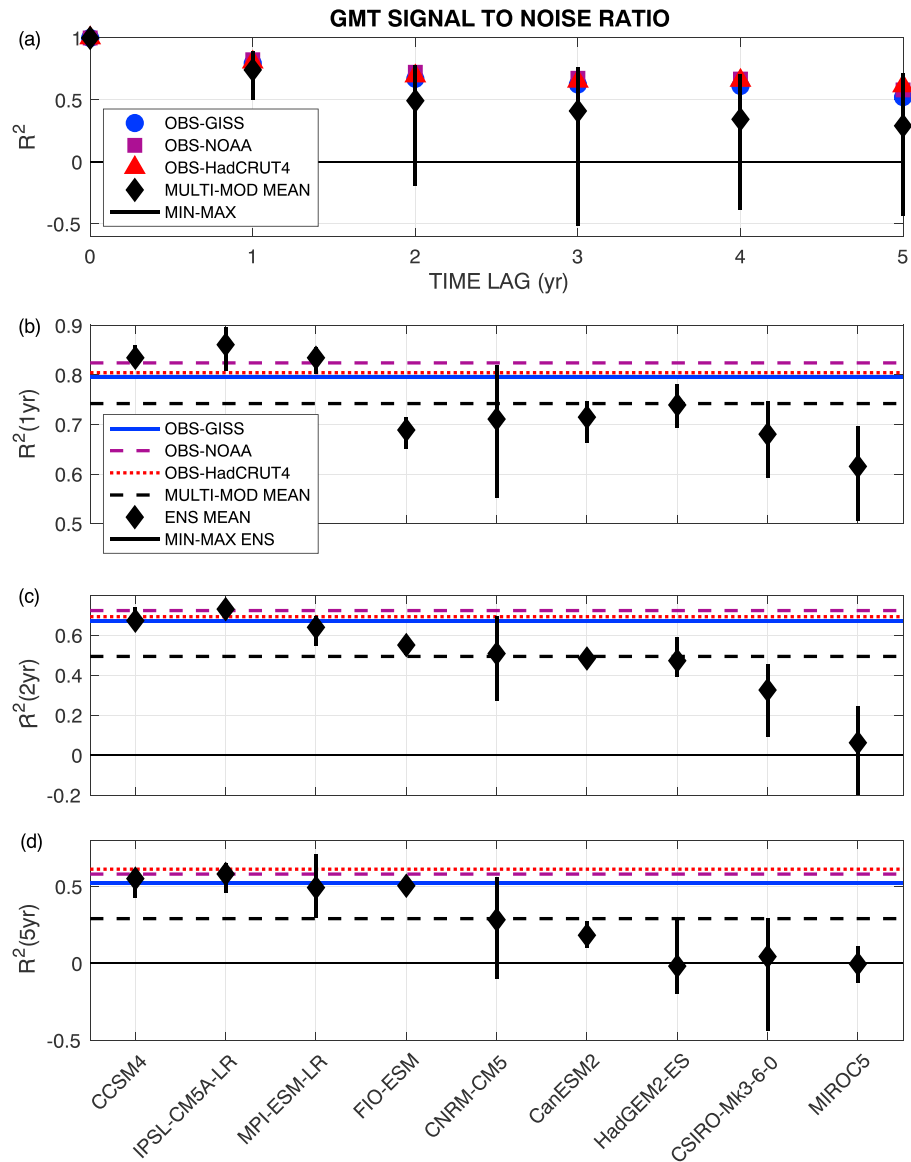 GMT SIGNAL TO NOISE RATIO
(a)
1
0.5
0
-0.5
R²
OBS-GISS
OBS-NOAA
OBS-HadCRUT4
MULTI-MOD MEAN
MIN-MAX
0 1 2 3 4 5
TIME LAG (yr)
(b)
0.9
0.8
0.7
0.6
0.5
R²(1yr)
OBS-GISS
OBS-NOAA
OBS-HadCRUT4
MULTI-MOD MEAN
ENS MEAN
MIN-MAX ENS
(c)
0.6
0.4
0.2
0
-0.2
R²(2yr)
(d)
0.5
0
-0.5
R²(5yr)
CCSM4
IPSL-CM5A-LR
MPI-ESM-LR
FIO-ESM
CNRM-CM5
CanESM2
HadGEM2-ES
CSIRO-Mk3-6-0
MIROC5